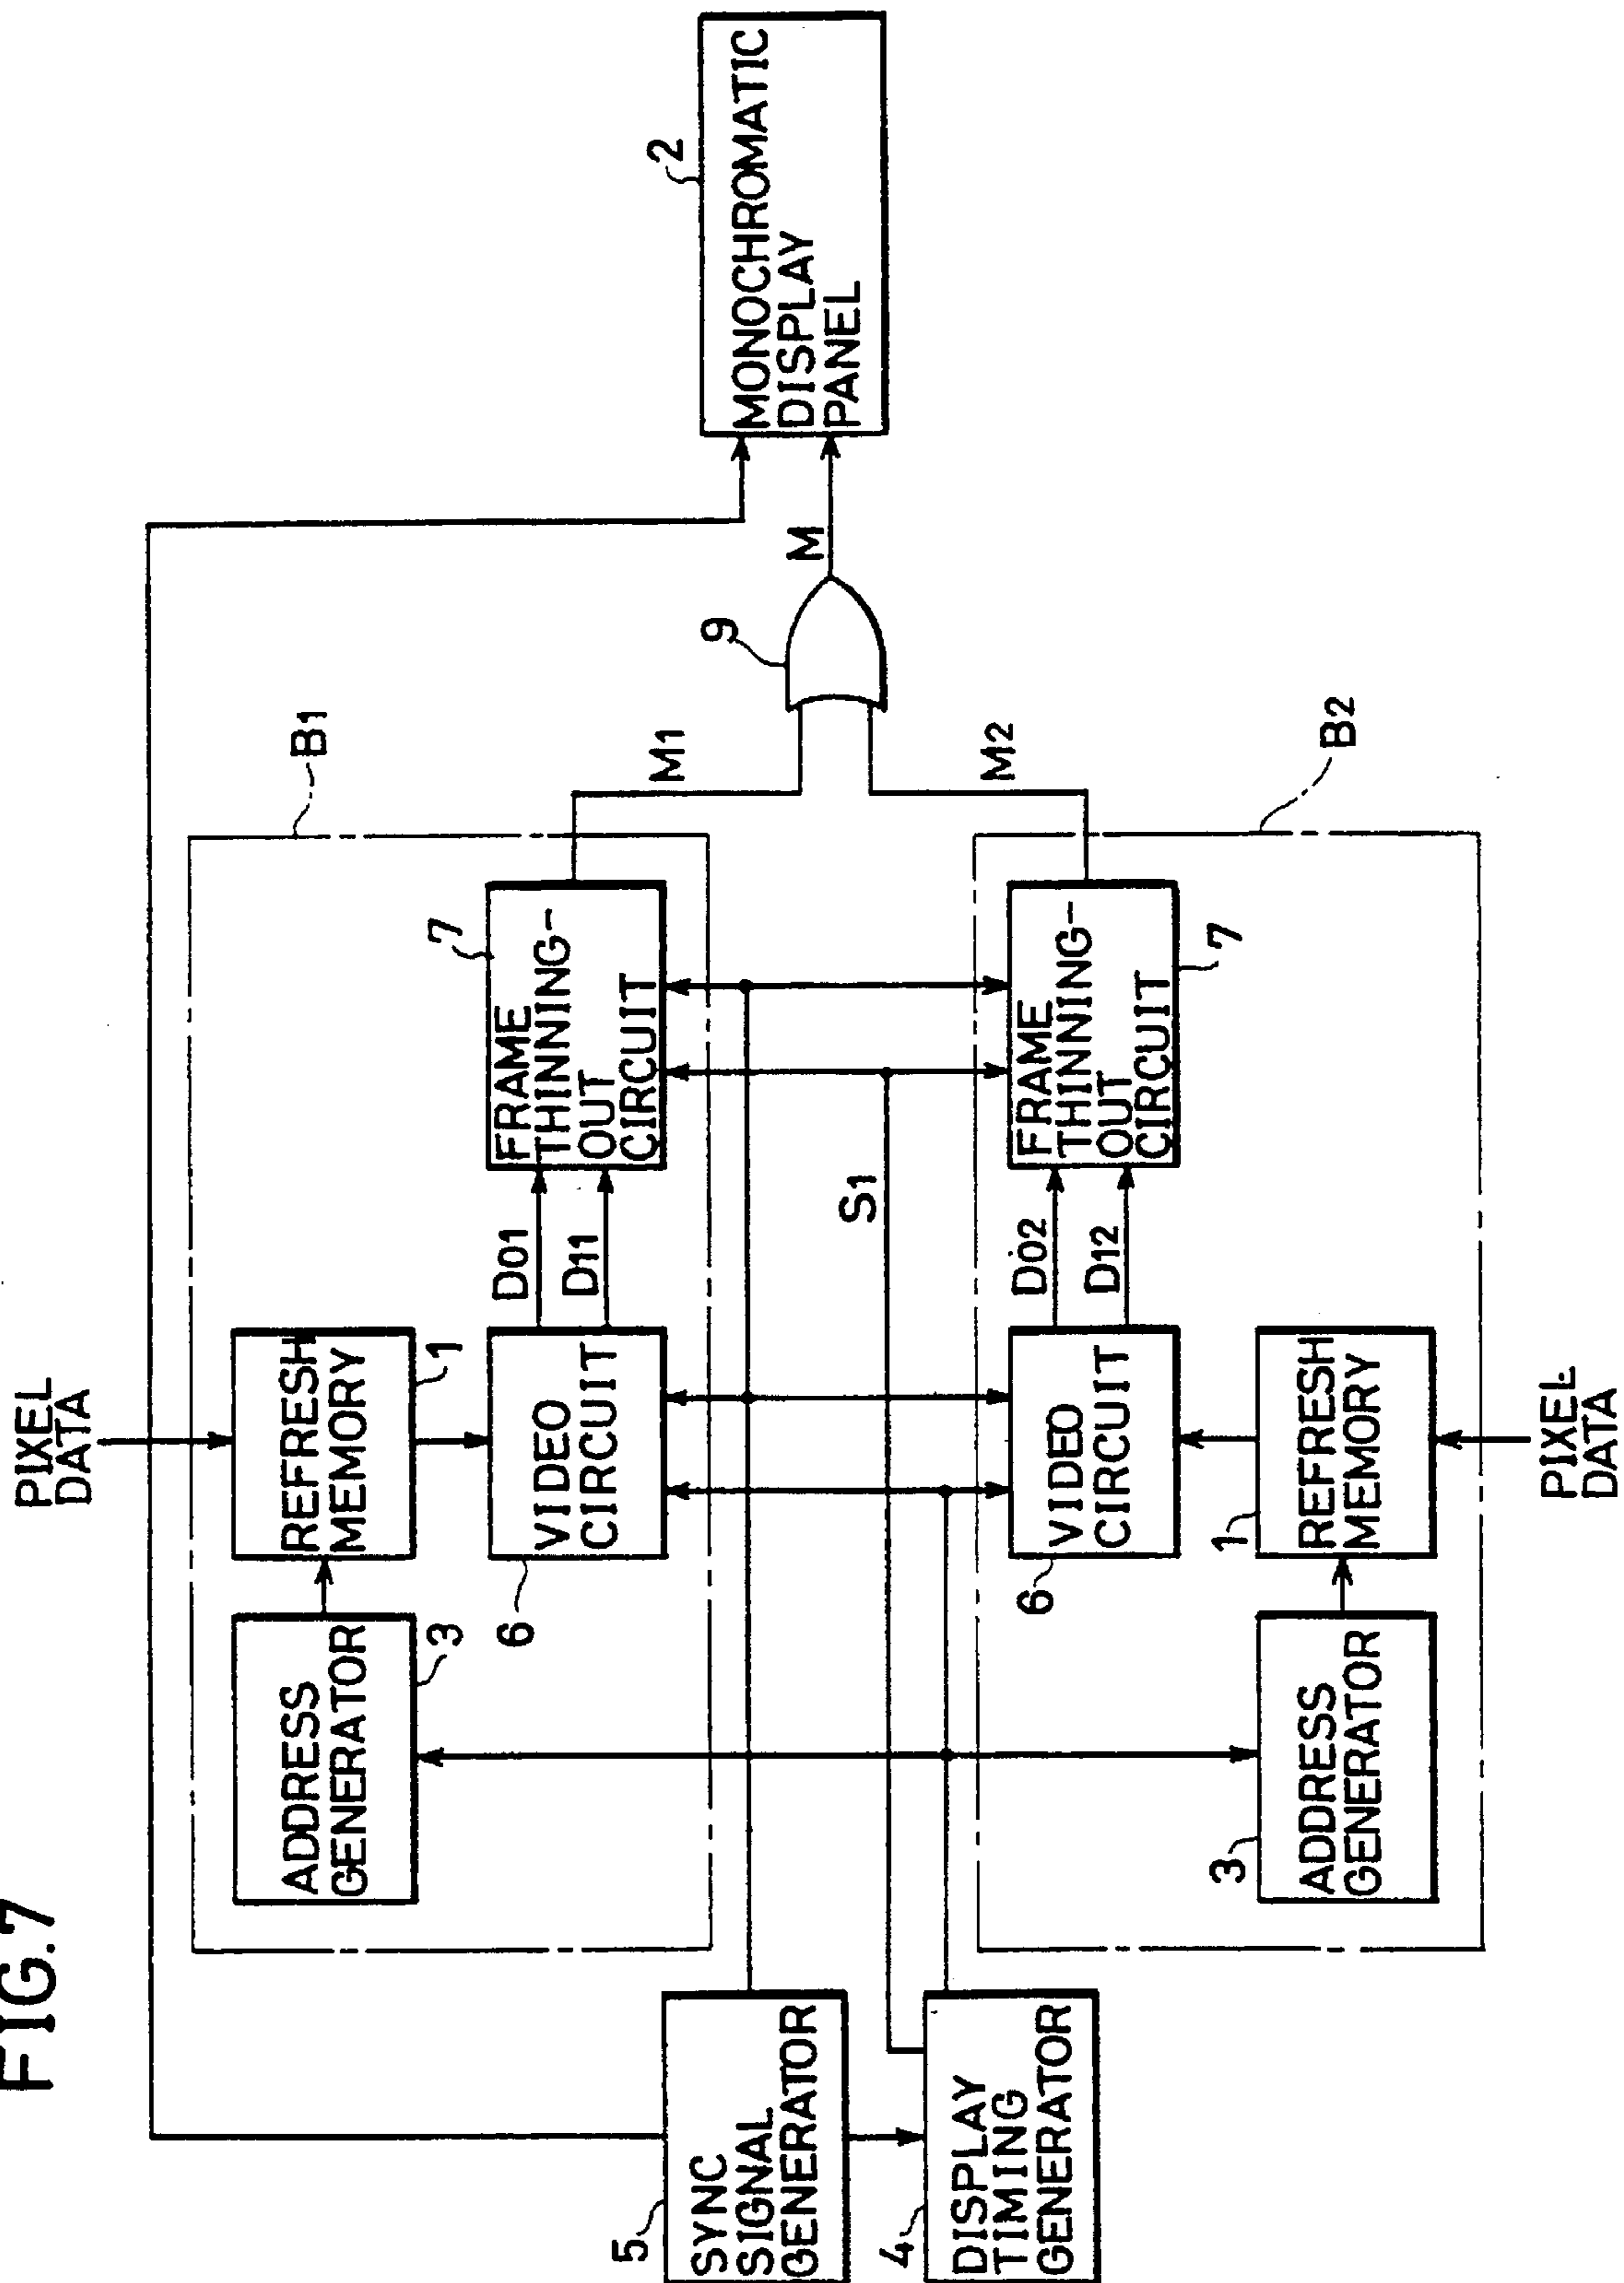 FIG.7
PIXEL
DATA
B1
ADDRESS
GENERATOR
3
REFRESH
MEMORY
1
VIDEO
CIRCUIT
6
D01
D11
FRAME
THINNING-
OUT
CIRCUIT
7
M1
SYNC
SIGNAL
GENERATOR
5
DISPLAY
TIMING
GENERATOR
4
S1
9
M
MONOCHROMATIC
DISPLAY
PANEL
2
B2
VIDEO
CIRCUIT
6
D02
D12
FRAME
THINNING-
OUT
CIRCUIT
7
M2
ADDRESS
GENERATOR
3
REFRESH
MEMORY
1
PIXEL
DATA